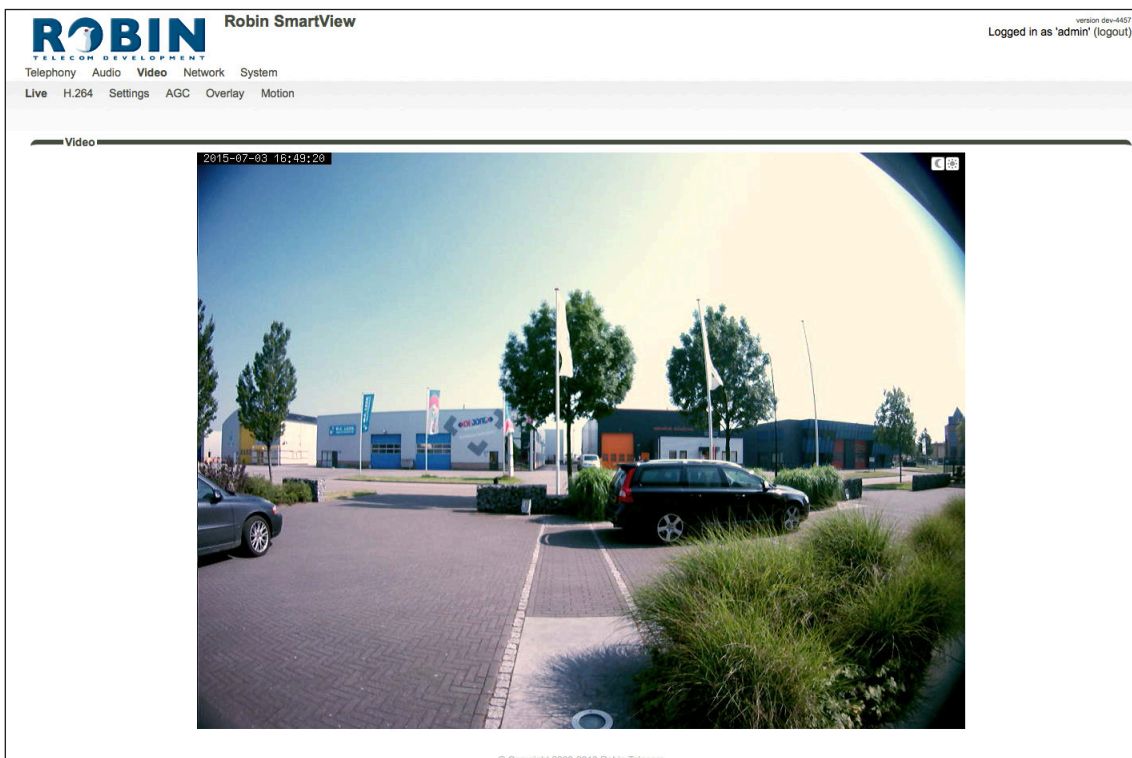 ROBIN
TELECOM DEVELOPMENT
Robin SmartView
version dev-4457
Logged in as 'admin' (logout)
Telephony Audio Video Network System
Live H.264 Settings AGC Overlay Motion
Video
2015-07-03 16:49:20